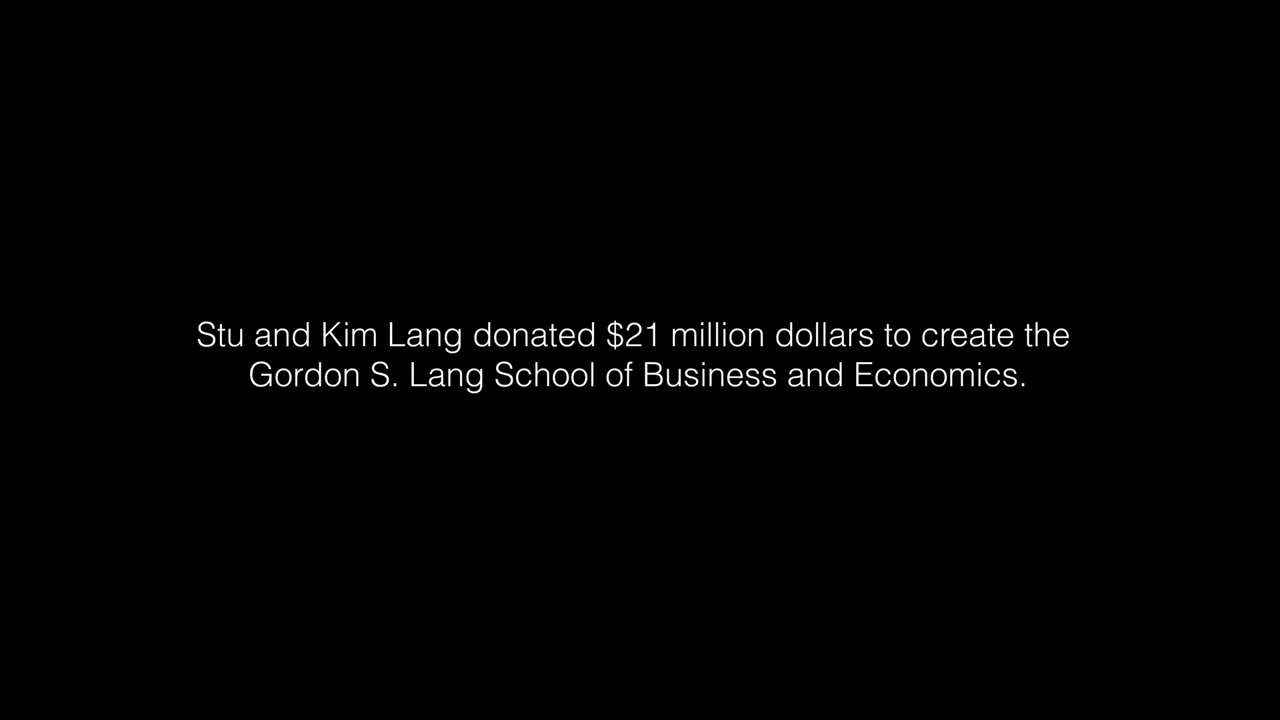 Stu and Kim Lang donated $21 million dollars to create the
Gordon S. Lang School of Business and Economics.